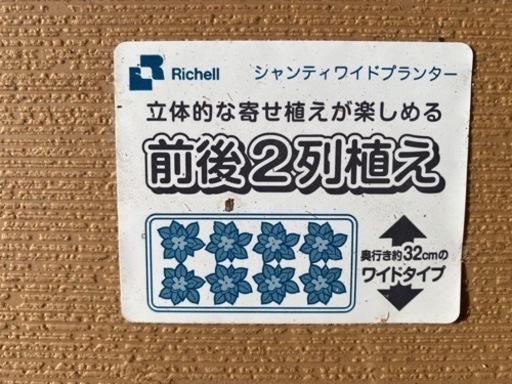 Richell シャンティワイドプランター
立体的な寄せ植えが楽しめる
前後2列植え
奥行き約32cmの
ワイドタイプ